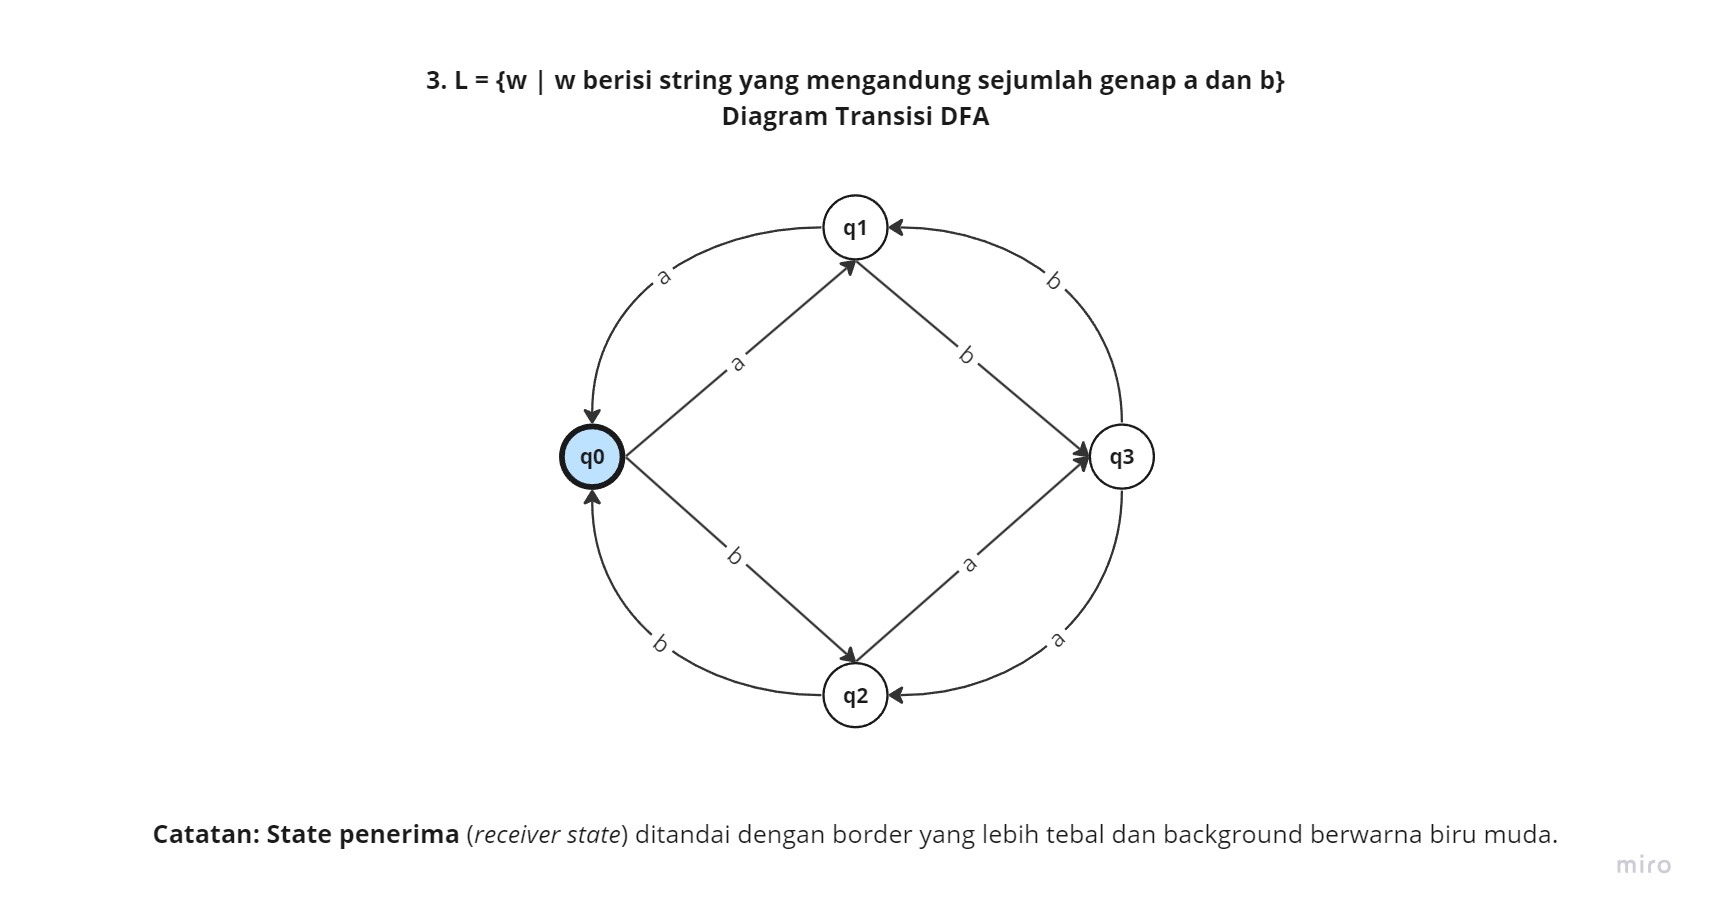 3. L = {w | w berisi string yang mengandung sejumlah genap a dan b}
Diagram Transisi DFA
q1
a
b
a
b
q0
q3
b
a
b
a
q2
Catatan: State penerima (receiver state) ditandai dengan border yang lebih tebal dan background berwarna biru muda.
miro